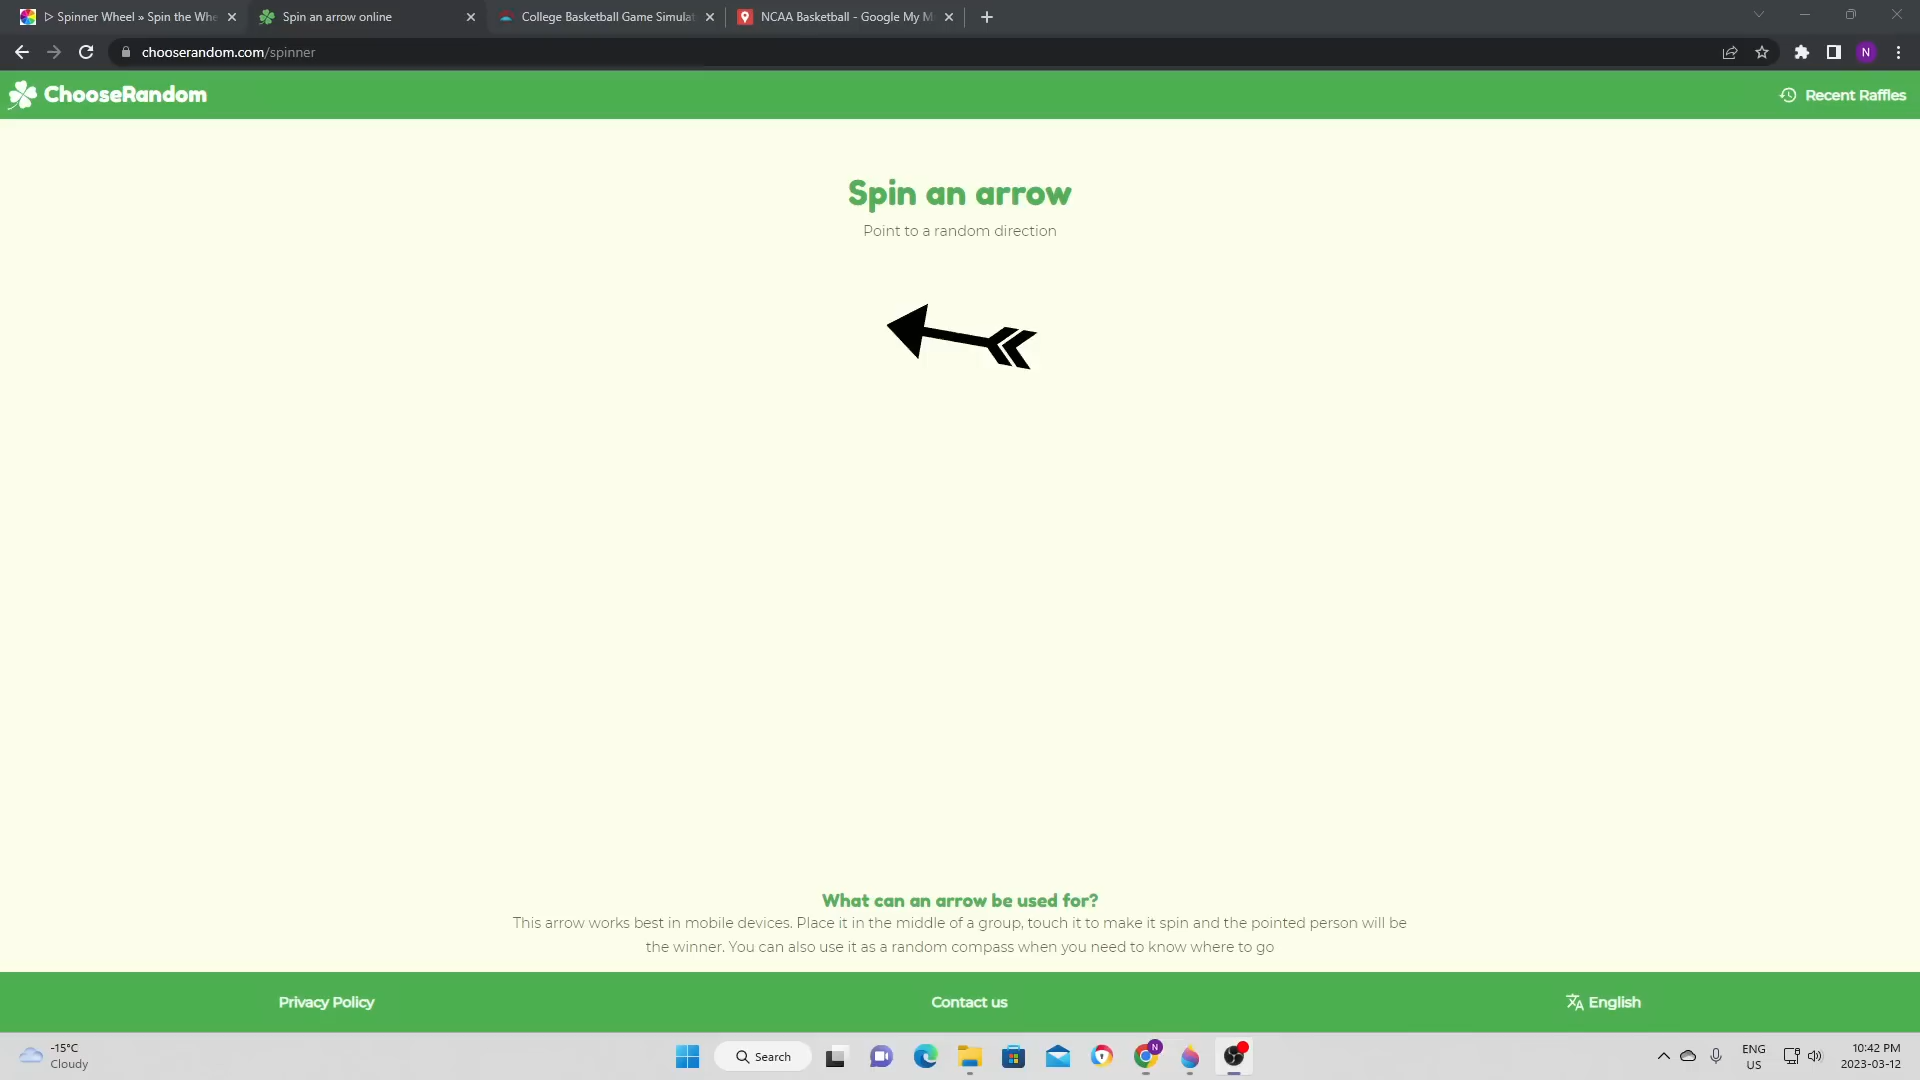 ▷ Spinner Wheel » Spin the Whe
Spin an arrow online
College Basketball Game Simulat
NCAA Basketball - Google My M
chooserandom.com/spinner
N
ChooseRandom
Recent Raffles
Spin an arrow
Point to a random direction
What can an arrow be used for?
This arrow works best in mobile devices. Place it in the middle of a group, touch it to make it spin and the pointed person will be
the winner. You can also use it as a random compass when you need to know where to go
Privacy Policy
Contact us
English
-15°C
Cloudy
Search
N
ENG
US
10:42 PM
2023-03-12